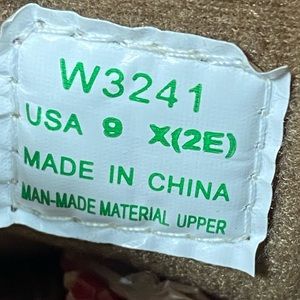 W3241
USA 9 X(2E)
MADE IN CHINA
MAN-MADE MATERIAL UPPER